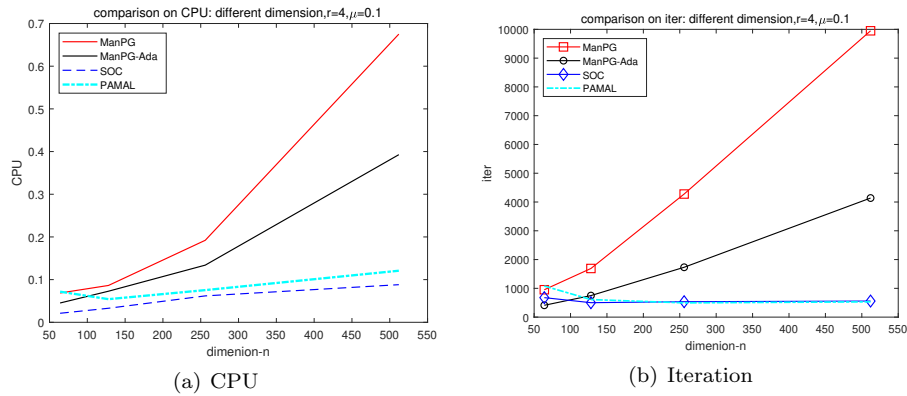 comparison on CPU: different dimension,r=4,μ=0.1
0.7
0.6
0.5
0.4
0.3
0.2
0.1
0
CPU
ManPG
ManPG-Ada
SOC
PAMAL
50 100 150 200 250 300 350 400 450 500 550
dimenion-n
(a) CPU
comparison on iter: different dimension,r=4,μ=0.1
10000
9000
8000
7000
6000
5000
4000
3000
2000
1000
0
iter
ManPG
ManPG-Ada
SOC
PAMAL
50 100 150 200 250 300 350 400 450 500 550
dimenion-n
(b) Iteration